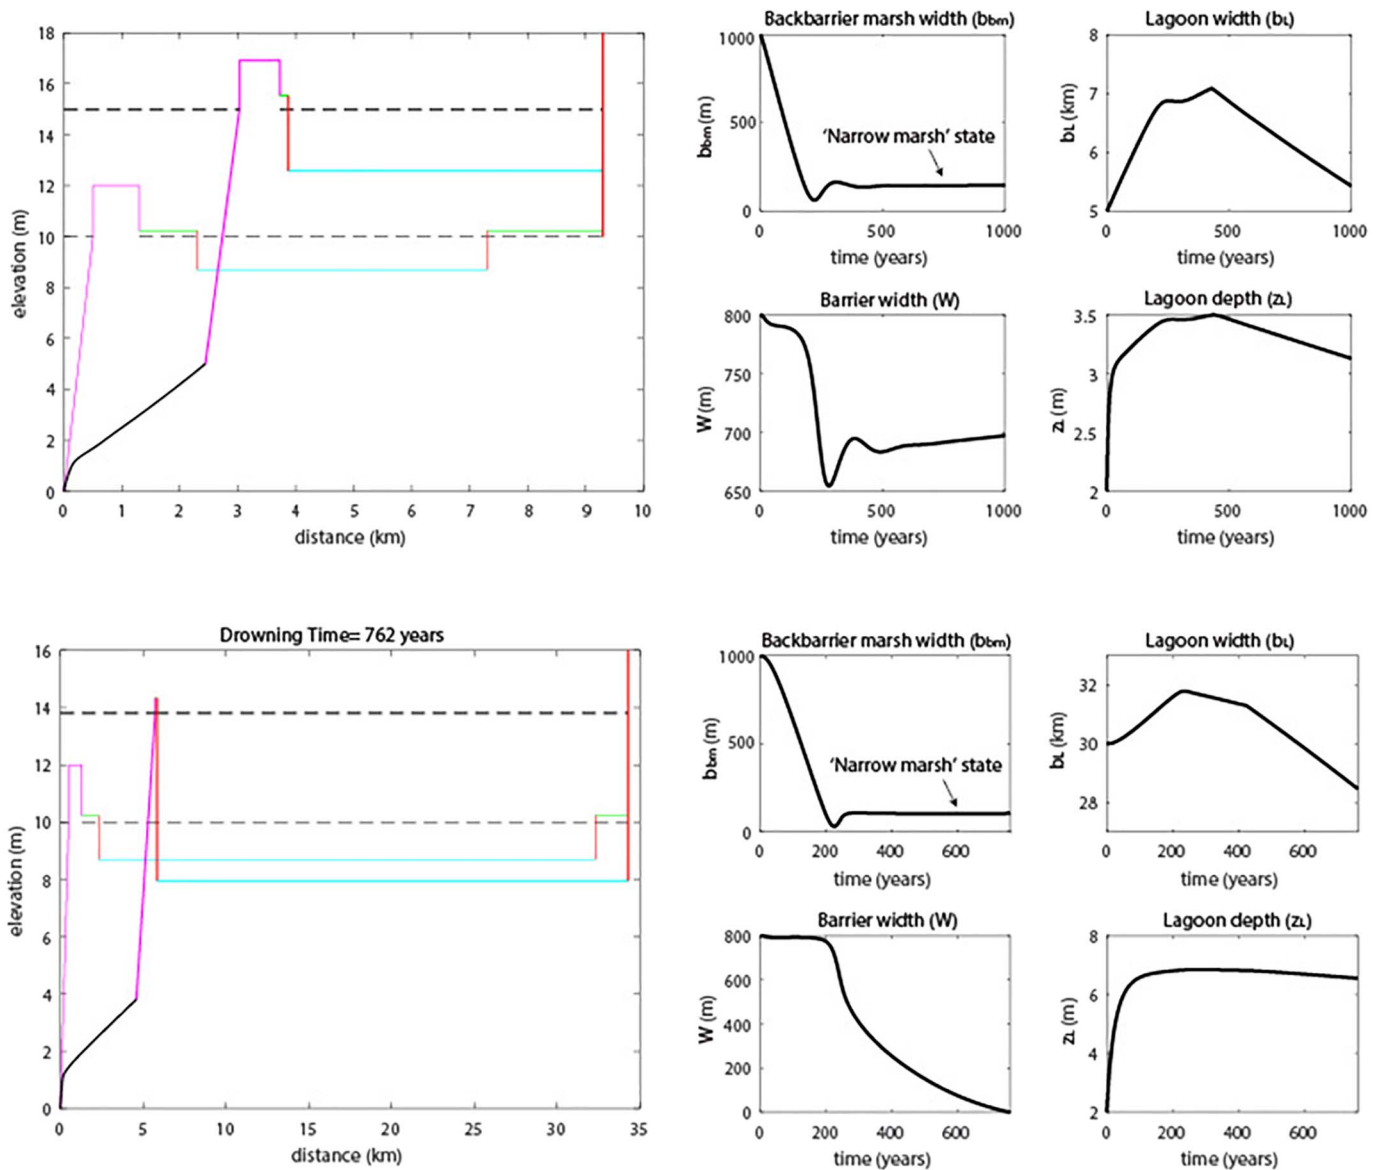 18
16
14
12
10
8
6
4
2
0
elevation (m)
0 1 2 3 4 5 6 7 8 9 10
distance (km)
Backbarrier marsh width (bbm)
1000
500
0
bbm (m)
'Narrow marsh' state
0 500 1000
time (years)
Lagoon width (bL)
8
7
6
5
bL (km)
0 500 1000
time (years)
Barrier width (W)
800
750
700
650
W (m)
0 500 1000
time (years)
Lagoon depth (zL)
3.5
3
2.5
2
zL (m)
0 500 1000
time (years)
Drowning Time= 762 years
16
14
12
10
8
6
4
2
0
elevation (m)
0 5 10 15 20 25 30 35
distance (km)
Backbarrier marsh width (bbm)
1000
500
0
bbm (m)
'Narrow marsh' state
0 200 400 600
time (years)
Lagoon width (bL)
32
30
28
bL (km)
0 200 400 600
time (years)
Barrier width (W)
800
600
400
200
0
W (m)
0 200 400 600
time (years)
Lagoon depth (zL)
8
6
4
2
zL (m)
0 200 400 600
time (years)